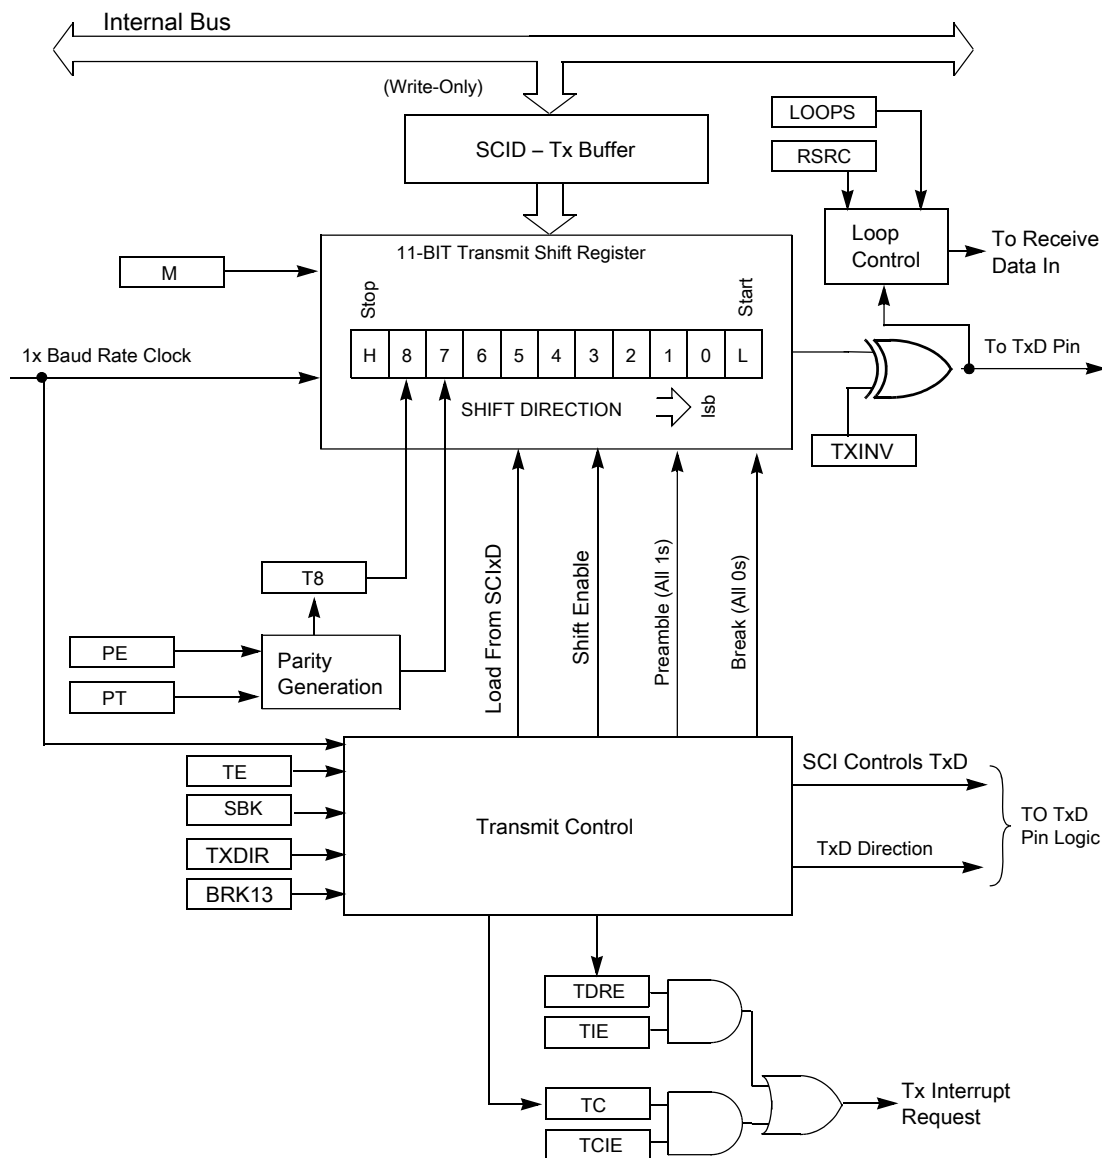 Internal Bus
(Write-Only)
LOOPS
SCID – Tx Buffer
RSRC
Loop
Control
To Receive
Data In
11-BIT Transmit Shift Register
M
Stop
Start
H 8 7 6 5 4 3 2 1 0 L
1x Baud Rate Clock
To TxD Pin
SHIFT DIRECTION
lsb
TXINV
T8
Load From SCIxD
Shift Enable
Preamble (All 1s)
Break (All 0s)
PE
PT
Parity
Generation
TE
SBK
TXDIR
BRK13
Transmit Control
SCI Controls TxD
TxD Direction
TO TxD
Pin Logic
TDRE
TIE
TC
TCIE
Tx Interrupt
Request